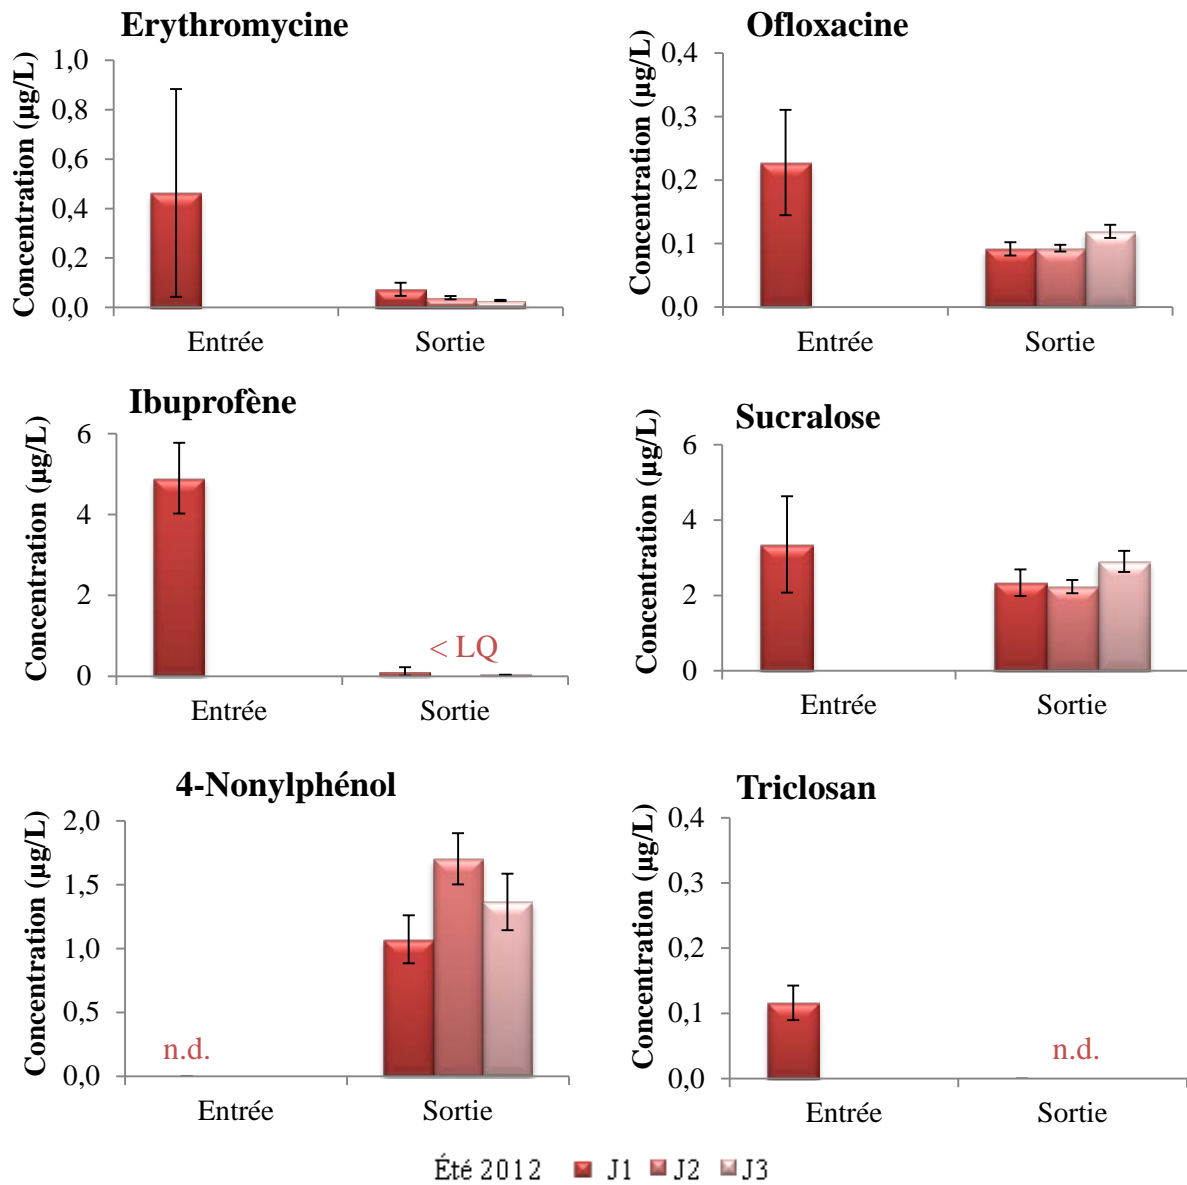 Erythromycine
Concentration (µg/L)
1,0
0,8
0,6
0,4
0,2
0,0
Entrée Sortie
Ofloxacine
Concentration (µg/L)
0,4
0,3
0,2
0,1
0,0
Entrée Sortie
Ibuprofène
Concentration (µg/L)
6
4
2
0
< LQ
Entrée Sortie
Sucralose
Concentration (µg/L)
6
4
2
0
Entrée Sortie
4-Nonylphénol
Concentration (µg/L)
2,0
1,5
1,0
0,5
0,0
n.d.
Entrée Sortie
Triclosan
Concentration (µg/L)
0,4
0,3
0,2
0,1
0,0
n.d.
Entrée Sortie
Été 2012 J1 J2 J3